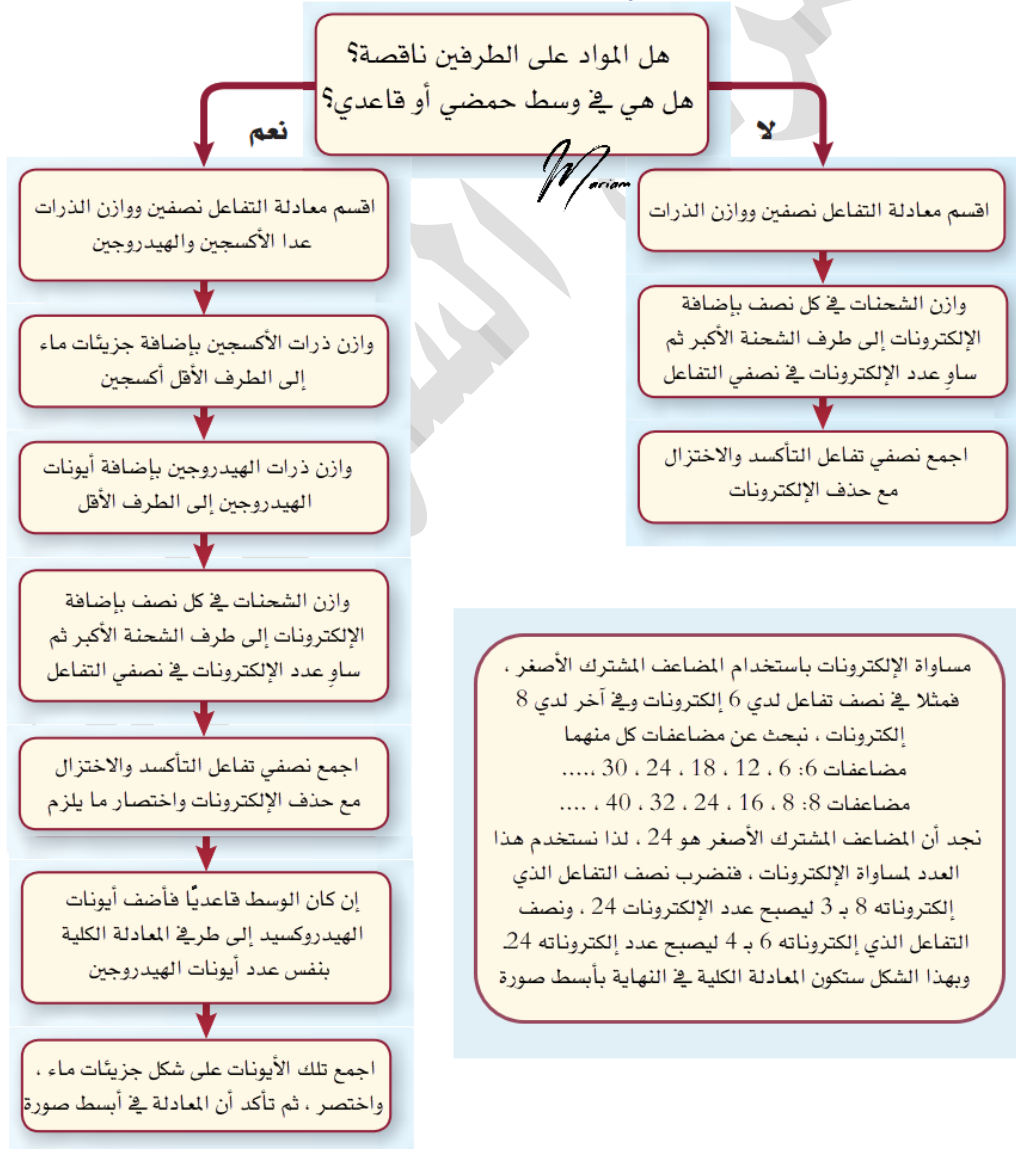 هل المواد على الطرفين ناقصة؟
هل هي في وسط حمضي أو قاعدي؟
Mariam
لا
اقسم معادلة التفاعل نصفين ووازن الذرات
وازن الشحنات في كل نصف بإضافة
الإلكترونات إلى طرف الشحنة الأكبر ثم
ساوِ عدد الإلكترونات في نصفي التفاعل
اجمع نصفي تفاعل التأكسد والاختزال
مع حذف الإلكترونات
نعم
اقسم معادلة التفاعل نصفين ووازن الذرات
عدا الأكسجين والهيدروجين
وازن ذرات الأكسجين بإضافة جزيئات ماء
إلى الطرف الأقل أكسجين
وازن ذرات الهيدروجين بإضافة أيونات
الهيدروجين إلى الطرف الأقل
وازن الشحنات في كل نصف بإضافة
الإلكترونات إلى طرف الشحنة الأكبر ثم
ساوِ عدد الإلكترونات في نصفي التفاعل
اجمع نصفي تفاعل التأكسد والاختزال
مع حذف الإلكترونات واختصار ما يلزم
إن كان الوسط قاعديًّا فأضف أيونات
الهيدروكسيد إلى طرفي المعادلة الكلية
بنفس عدد أيونات الهيدروجين
اجمع تلك الأيونات على شكل جزيئات ماء ،
واختصر ، ثم تأكد أن المعادلة في أبسط صورة
مساواة الإلكترونات باستخدام المضاعف المشترك الأصغر ،
فمثلا في نصف تفاعل لدي 6 إلكترونات وفي آخر لدي 8
إلكترونات ، نبحث عن مضاعفات كل منهما
مضاعفات 6: 6 ، 12 ، 18 ، 24 ، 30 ،....
مضاعفات 8: 8 ، 16 ، 24 ، 32 ، 40 ، ....
نجد أن المضاعف المشترك الأصغر هو 24 ، لذا نستخدم هذا
العدد لمساواة الإلكترونات ، فنضرب نصف التفاعل الذي
إلكتروناته 8 بـ 3 ليصبح عدد الإلكترونات 24 ، ونصف
التفاعل الذي إلكتروناته 6 بـ 4 ليصبح عدد إلكتروناته 24.
وبهذا الشكل ستكون المعادلة الكلية في النهاية بأبسط صورة